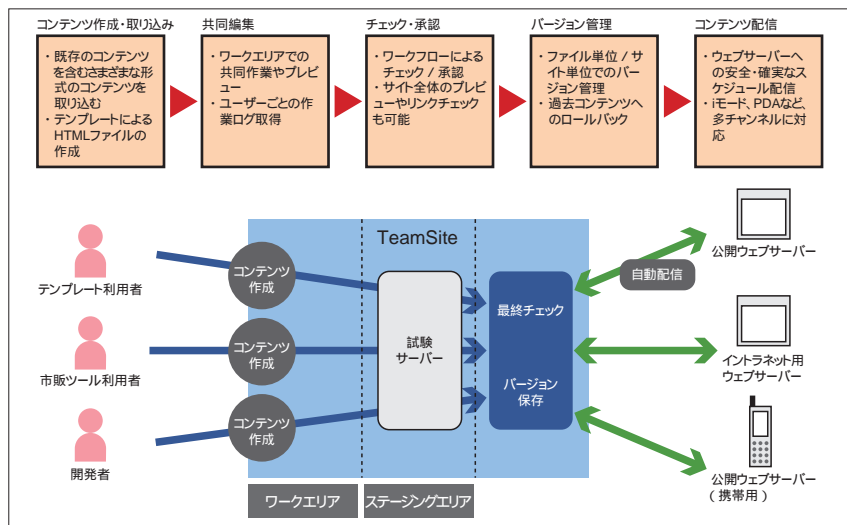 コンテンツ作成・取り込み
・既存のコンテンツ
を含むさまざまな形
式のコンテンツを
取り込む
・テンプレートによる
HTMLファイルの
作成
共同編集
・ワークエリアでの
共同作業やプレビ
ュー
・ユーザーごとの作
業ログ取得
チェック・承認
・ワークフローによる
チェック / 承認
・サイト全体のプレビ
ューやリンクチェック
も可能
バージョン管理
・ファイル単位 / サ
イト単位でのバー
ジョン管理
・過去コンテンツへ
のロールバック
コンテンツ配信
・ウェブサーバーへ
の安全・確実なス
ケジュール配信
・iモード、PDAなど、
多チャンネルに対
応
TeamSite
テンプレート利用者
市販ツール利用者
開発者
コンテンツ
作成
コンテンツ
作成
コンテンツ
作成
試験
サーバー
最終チェック
バージョン
保存
自動配信
公開ウェブサーバー
イントラネット用
ウェブサーバー
公開ウェブサーバー
（携帯用）
ワークエリア
ステージングエリア